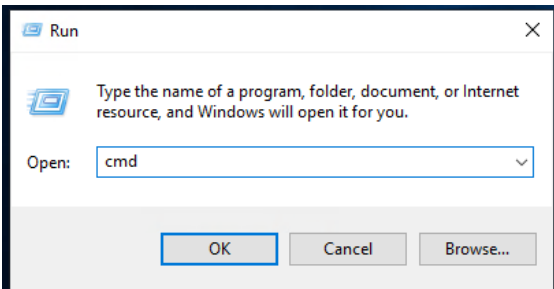 Run
Type the name of a program, folder, document, or Internet
resource, and Windows will open it for you.
Open: cmd
OK Cancel Browse...